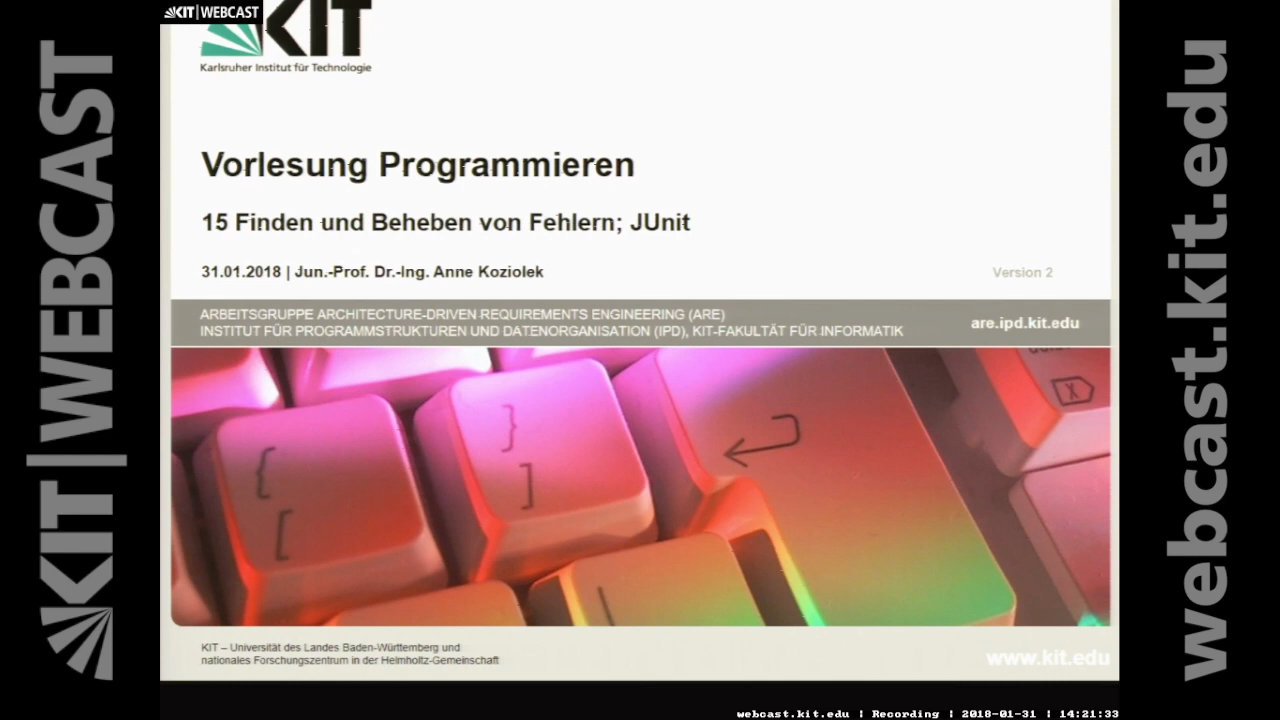 KIT | WEBCAST
KIT
Karlsruher Institut für Technologie
Vorlesung Programmieren
15 Finden und Beheben von Fehlern; JUnit
31.01.2018 | Jun.-Prof. Dr.-Ing. Anne Koziolek
Version 2
ARBEITSGRUPPE ARCHITECTURE-DRIVEN REQUIREMENTS ENGINEERING (ARE)
INSTITUT FÜR PROGRAMMSTRUKTUREN UND DATENORGANISATION (IPD), KIT-FAKULTÄT FÜR INFORMATIK
are.ipd.kit.edu
{
[
}
]
X
KIT – Universität des Landes Baden-Württemberg und
nationales Forschungszentrum in der Helmholtz-Gemeinschaft
www.kit.edu
webcast.kit.edu | Recording | 2018-01-31 | 14:21:33
KIT | WEBCAST
webcast.kit.edu